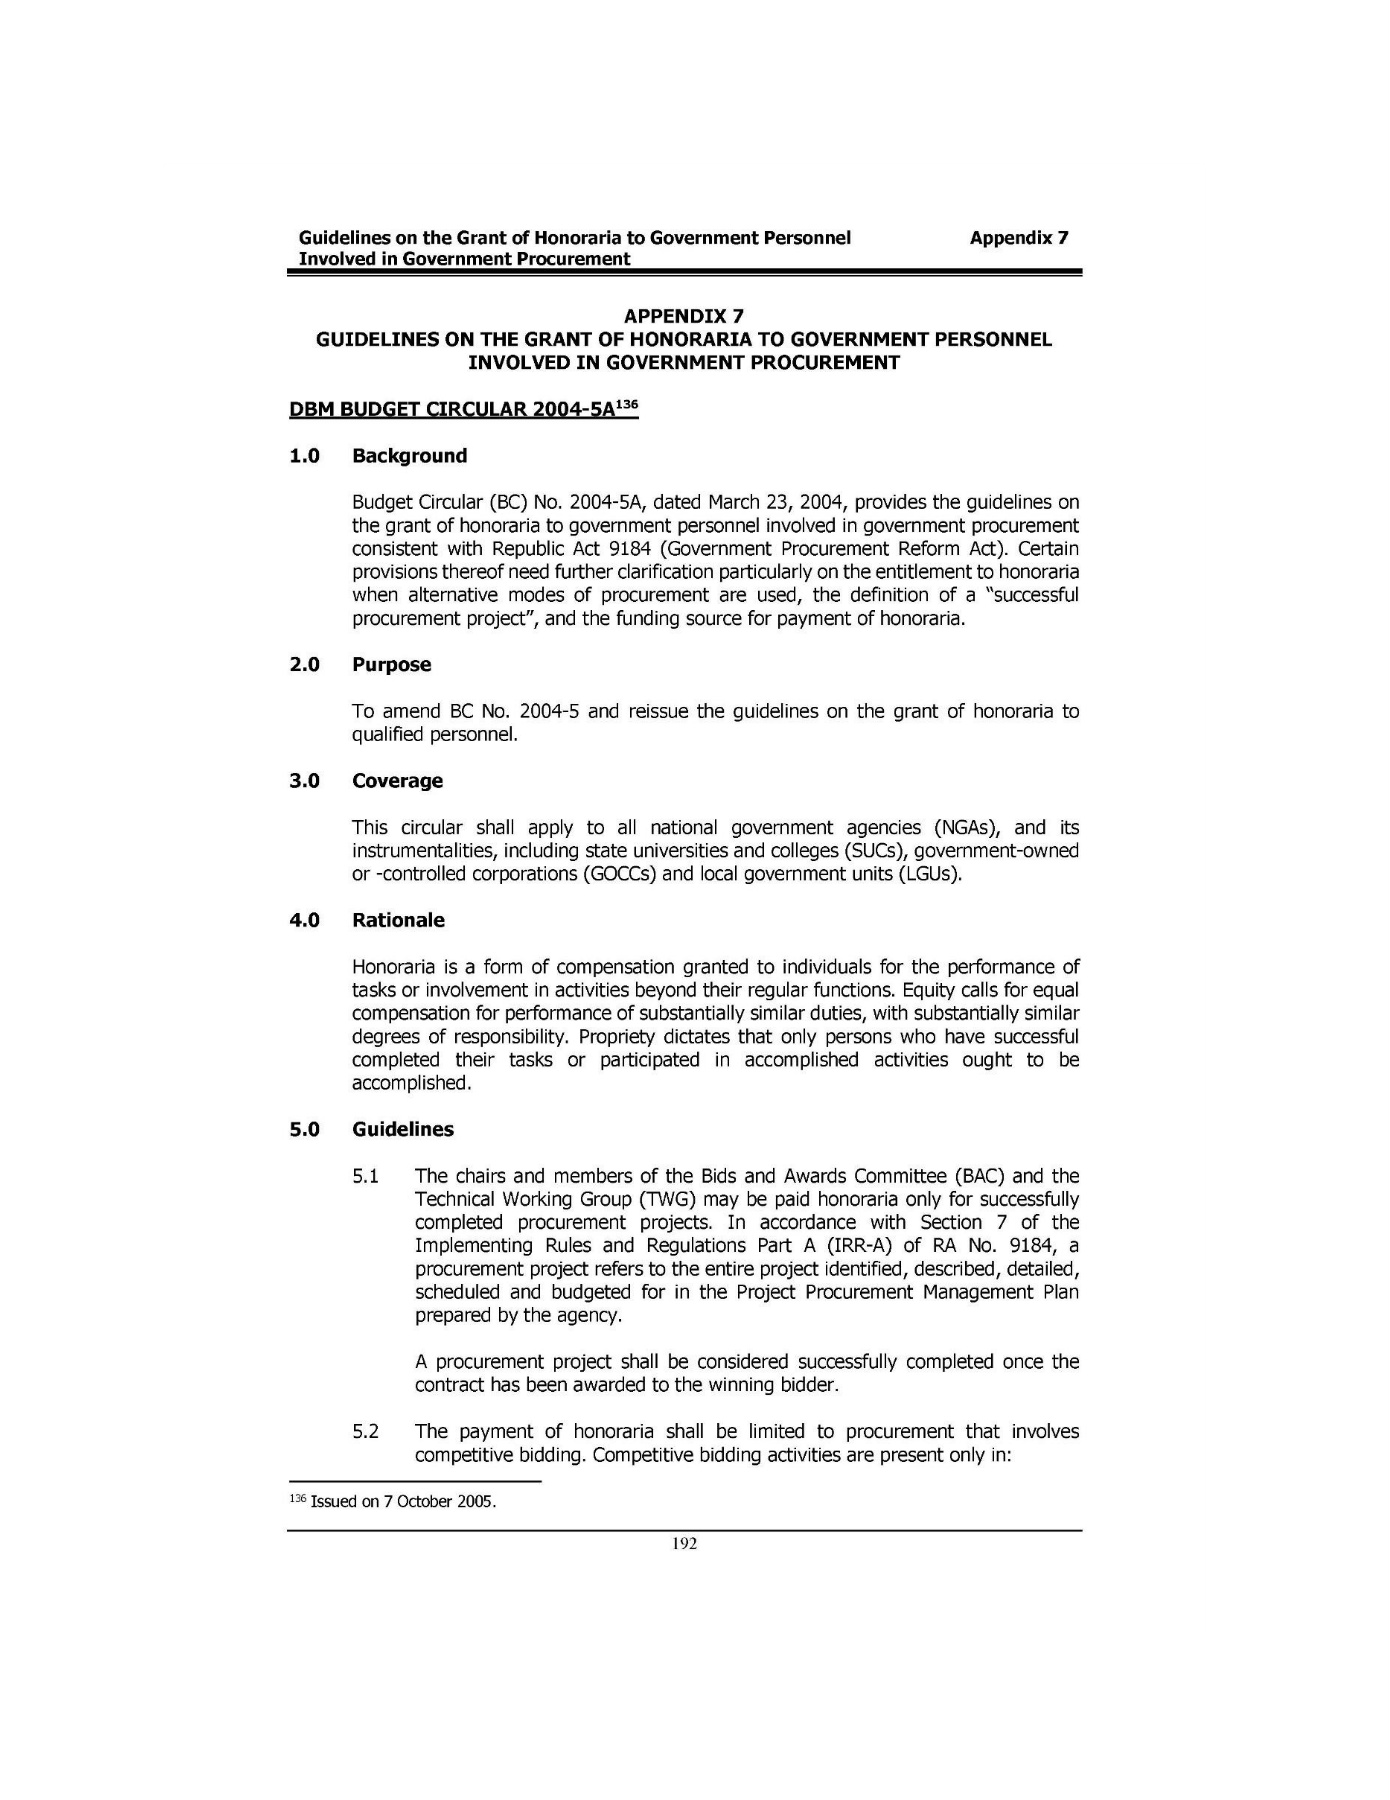 Guidelines on the Grant of Honoraria to Government Personnel Appendix 7
Involved in Government Procurement
APPENDIX 7
GUIDELINES ON THE GRANT OF HONORARIA TO GOVERNMENT PERSONNEL
INVOLVED IN GOVERNMENT PROCUREMENT
DBM BUDGET CIRCULAR 2004-5A136
1.0 Background
Budget Circular (BC) No. 2004-5A, dated March 23, 2004, provides the guidelines on
the grant of honoraria to government personnel involved in government procurement
consistent with Republic Act 9184 (Government Procurement Reform Act). Certain
provisions thereof need further clarification particularly on the entitlement to honoraria
when alternative modes of procurement are used, the definition of a “successful
procurement project”, and the funding source for payment of honoraria.
2.0 Purpose
To amend BC No. 2004-5 and reissue the guidelines on the grant of honoraria to
qualified personnel.
3.0 Coverage
This circular shall apply to all national government agencies (NGAs), and its
instrumentalities, including state universities and colleges (SUCs), government-owned
or -controlled corporations (GOCCs) and local government units (LGUs).
4.0 Rationale
Honoraria is a form of compensation granted to individuals for the performance of
tasks or involvement in activities beyond their regular functions. Equity calls for equal
compensation for performance of substantially similar duties, with substantially similar
degrees of responsibility. Propriety dictates that only persons who have successful
completed their tasks or participated in accomplished activities ought to be
accomplished.
5.0 Guidelines
5.1 The chairs and members of the Bids and Awards Committee (BAC) and the
Technical Working Group (TWG) may be paid honoraria only for successfully
completed procurement projects. In accordance with Section 7 of the
Implementing Rules and Regulations Part A (IRR-A) of RA No. 9184, a
procurement project refers to the entire project identified, described, detailed,
scheduled and budgeted for in the Project Procurement Management Plan
prepared by the agency.
A procurement project shall be considered successfully completed once the
contract has been awarded to the winning bidder.
5.2 The payment of honoraria shall be limited to procurement that involves
competitive bidding. Competitive bidding activities are present only in:
136 Issued on 7 October 2005.
192